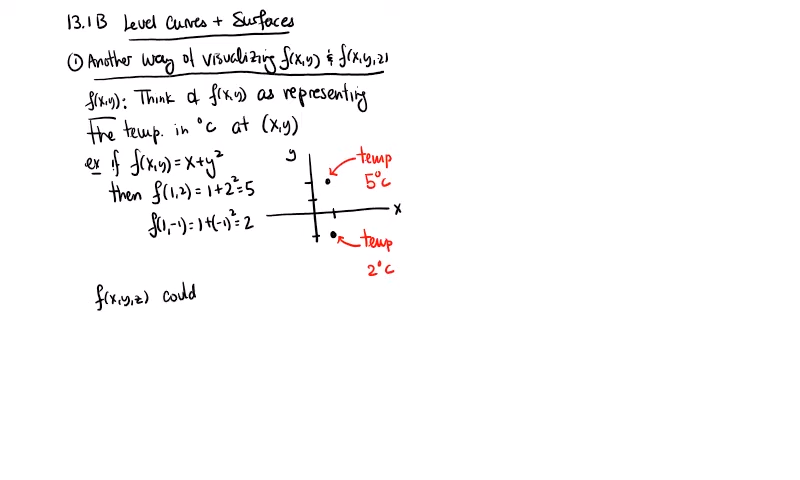 13.1B Level Curves + Surfaces
① Another way of visualizing f(x,y) & f(x,y,z)
f(x,y): Think of f(x,y) as representing
the temp. in °C at (x,y)
ex if f(x,y) = x+y²
then f(1,2) = 1+2² = 5
f(1,-1) = 1+(-1)² = 2
y
temp
5°C
x
temp
2°C
f(x,y,z) could